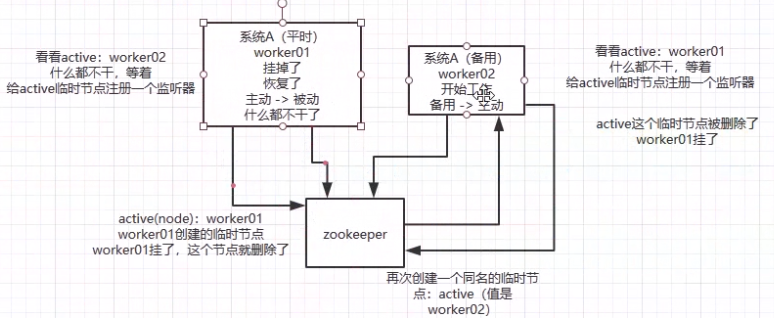 看看active：worker02
什么都不干，等着
给active临时节点注册一个监听器
系统A（平时）
worker01
挂掉了
恢复了
主动 -> 被动
什么都不干了
系统A（备用）
worker02
开始工作
备用 -> 主动
看看active：worker01
什么都不干，等着
给active临时节点注册一个监听器
active这个临时节点被删除了
worker01挂了
active(node)：worker01
worker01创建的临时节点
worker01挂了，这个节点就删除了
zookeeper
再次创建一个同名的临时节
点：active（值是
worker02）